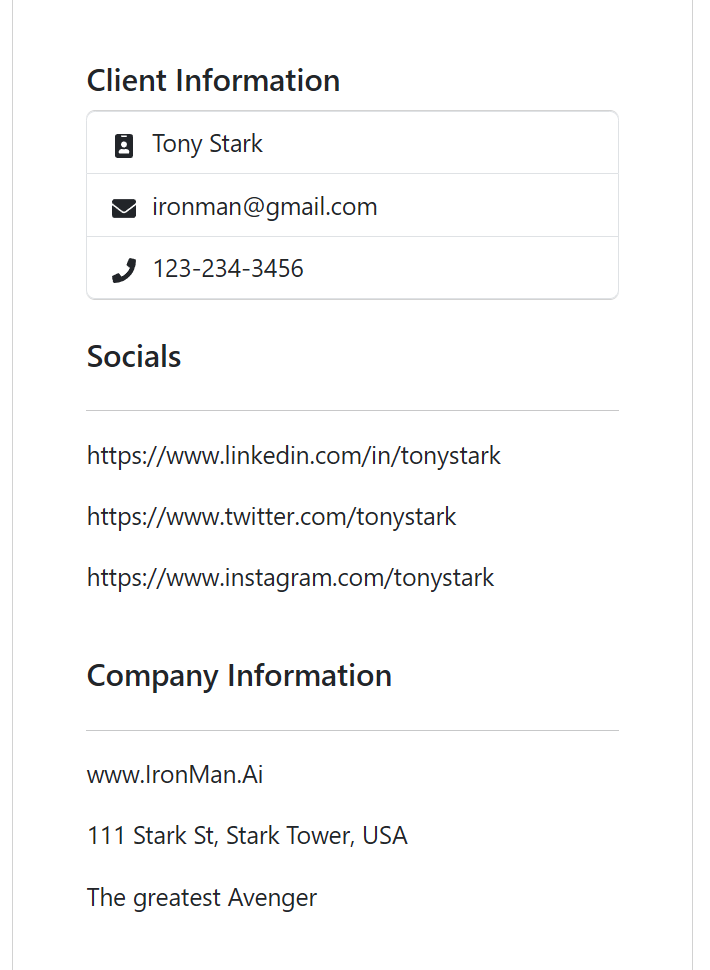 Client Information
Tony Stark
ironman@gmail.com
123-234-3456
Socials
https://www.linkedin.com/in/tonystark
https://www.twitter.com/tonystark
https://www.instagram.com/tonystark
Company Information
www.IronMan.Ai
111 Stark St, Stark Tower, USA
The greatest Avenger